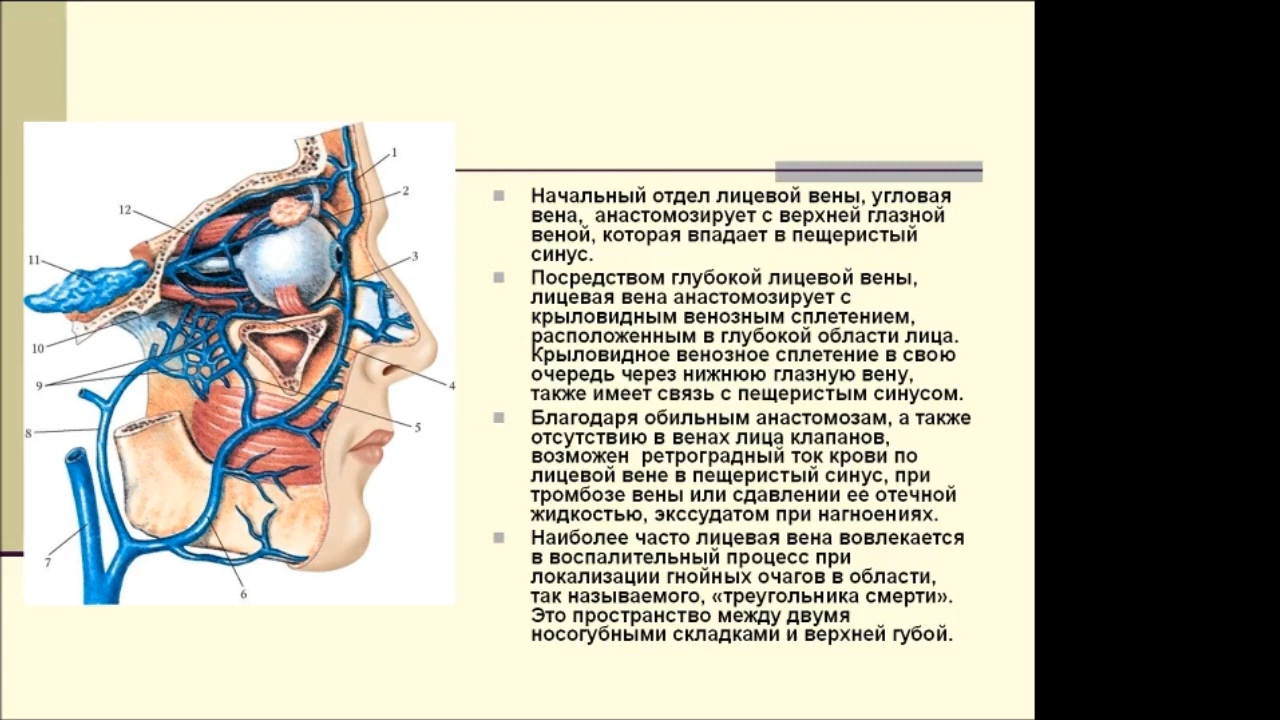 1
2
12
3
11
10
9
4
5
8
7
6
Начальный отдел лицевой вены, угловая
вена,  анастомозирует с верхней глазной
веной, которая впадает в пещеристый
синус.
Посредством глубокой лицевой вены,
лицевая вена анастомозирует с
крыловидным венозным сплетением,
расположенным в глубокой области лица.
Крыловидное венозное сплетение в свою
очередь через нижнюю глазную вену,
также имеет связь с пещеристым синусом.
Благодаря обильным анастомозам, а также
отсутствию в венах лица клапанов,
возможен  ретроградный ток крови по
лицевой вене в пещеристый синус, при
тромбозе вены или сдавлении ее отечной
жидкостью, экссудатом при нагноениях.
Наиболее часто лицевая вена вовлекается
в воспалительный процесс при
локализации гнойных очагов в области,
так называемого, «треугольника смерти».
Это пространство между двумя
носогубными складками и верхней губой.